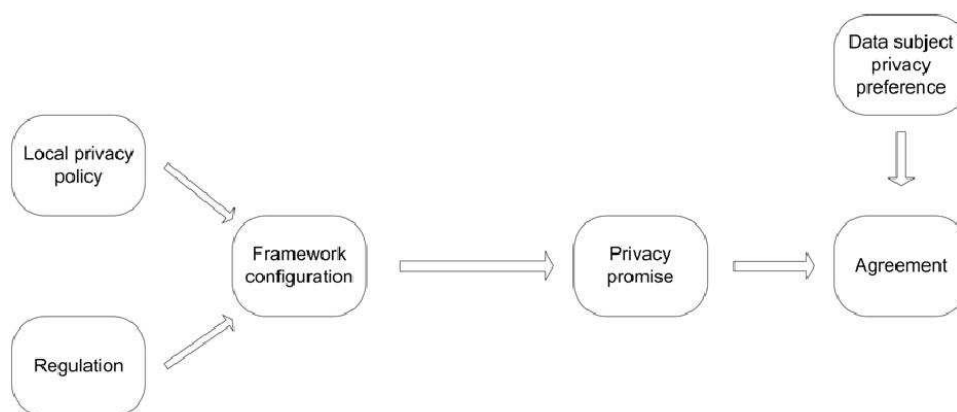 Data subject
privacy
preference
Local privacy
policy
Framework
configuration
Privacy
promise
Agreement
Regulation